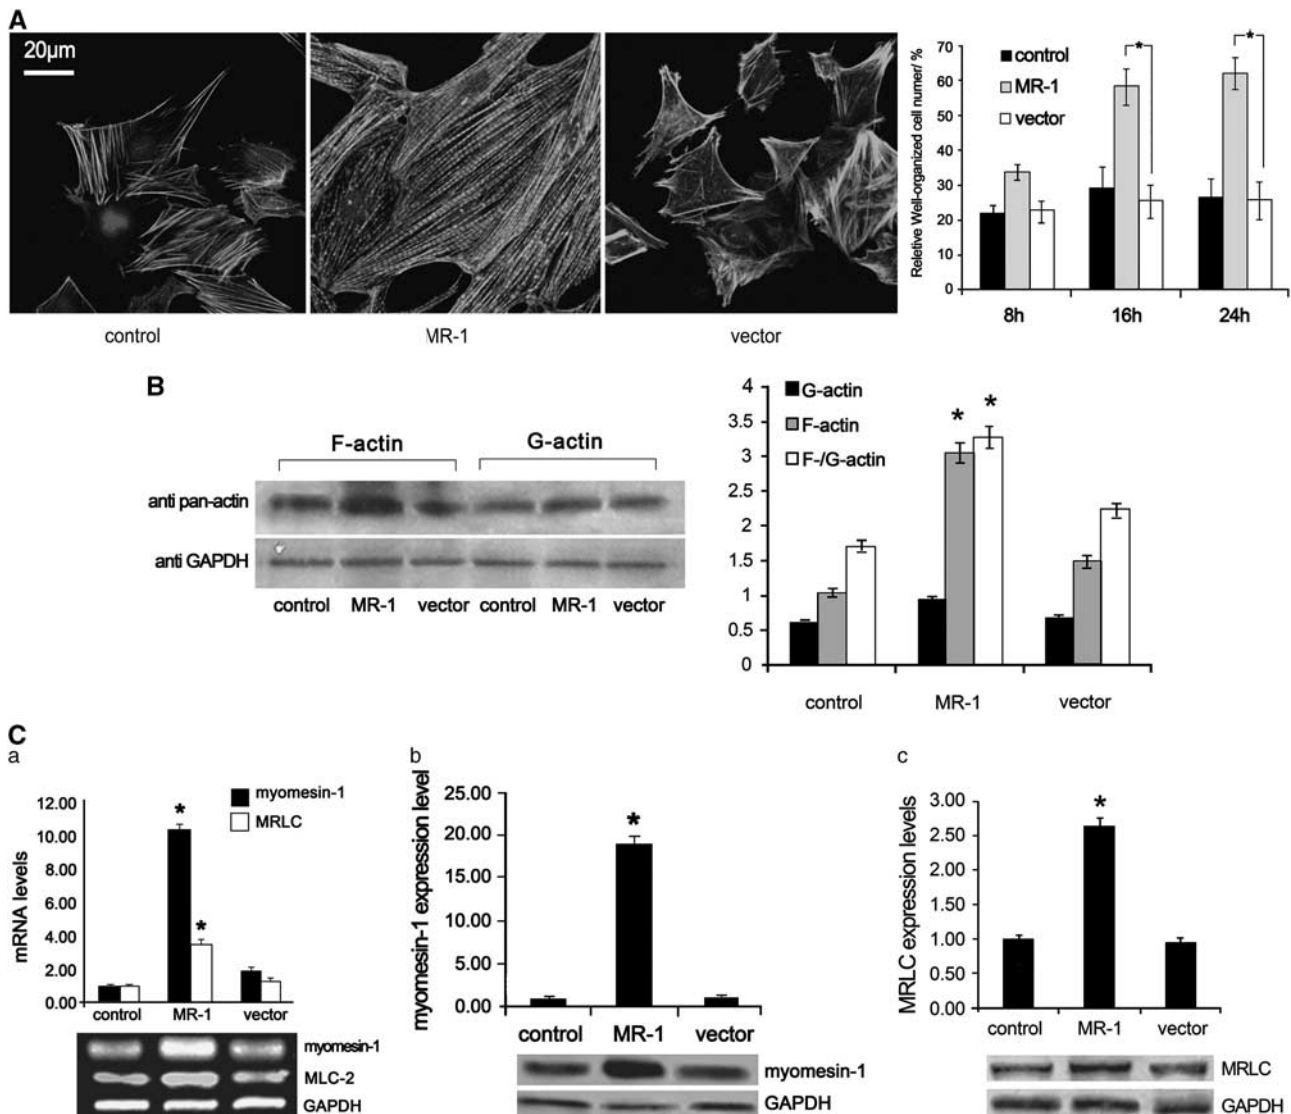 A
20µm
control
MR-1
vector
Reletive Well-organized cell numer/ %
70
60
50
40
30
20
10
0
control
MR-1
vector
*
*
8h
16h
24h
B
F-actin
G-actin
anti pan-actin
anti GAPDH
control MR-1 vector control MR-1 vector
4
3.5
3
2.5
2
1.5
1
0.5
0
G-actin
F-actin
F-/G-actin
* *
control MR-1 vector
C
a
mRNA levels
12.00
10.00
8.00
6.00
4.00
2.00
0.00
myomesin-1
MRLC
*
*
control MR-1 vector
myomesin-1
MLC-2
GAPDH
b
myomesin-1 expression level
25.00
20.00
15.00
10.00
5.00
0.00
*
control MR-1 vector
myomesin-1
GAPDH
c
MRLC expression levels
3.00
2.50
2.00
1.50
1.00
0.50
0.00
*
control MR-1 vector
MRLC
GAPDH